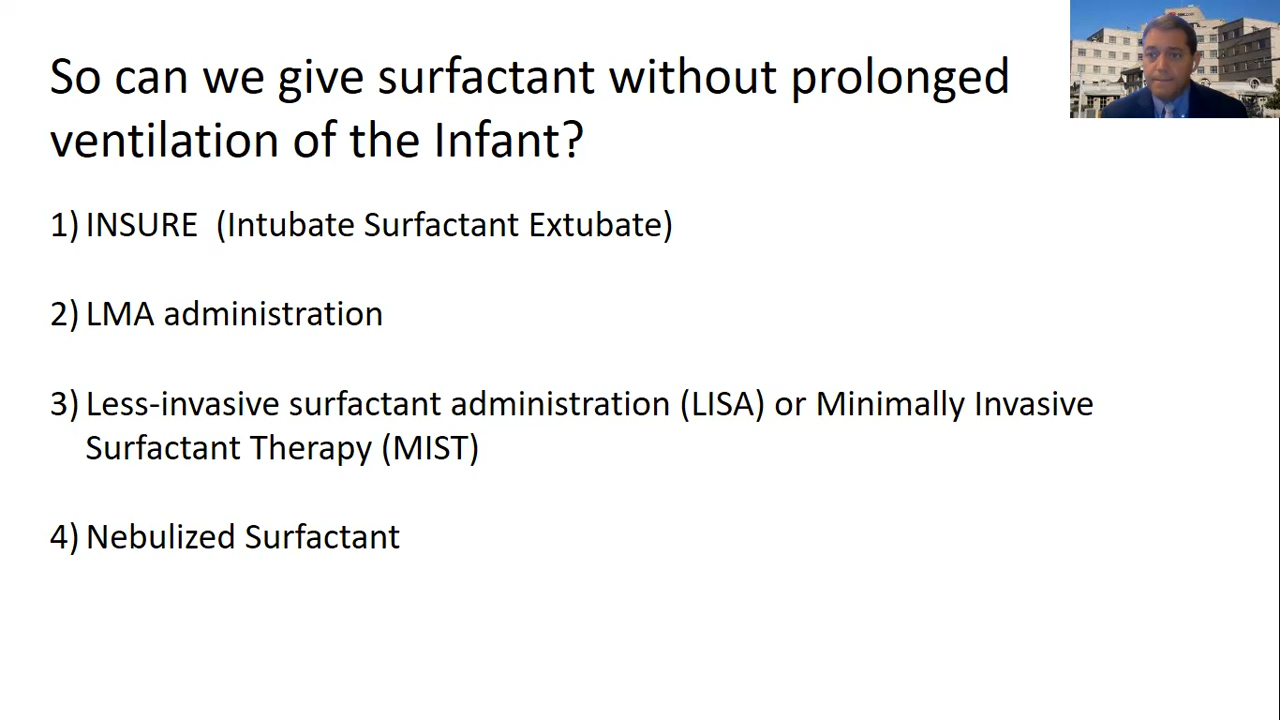 So can we give surfactant without prolonged
ventilation of the Infant?
1) INSURE (Intubate Surfactant Extubate)
2) LMA administration
3) Less-invasive surfactant administration (LISA) or Minimally Invasive
Surfactant Therapy (MIST)
4) Nebulized Surfactant